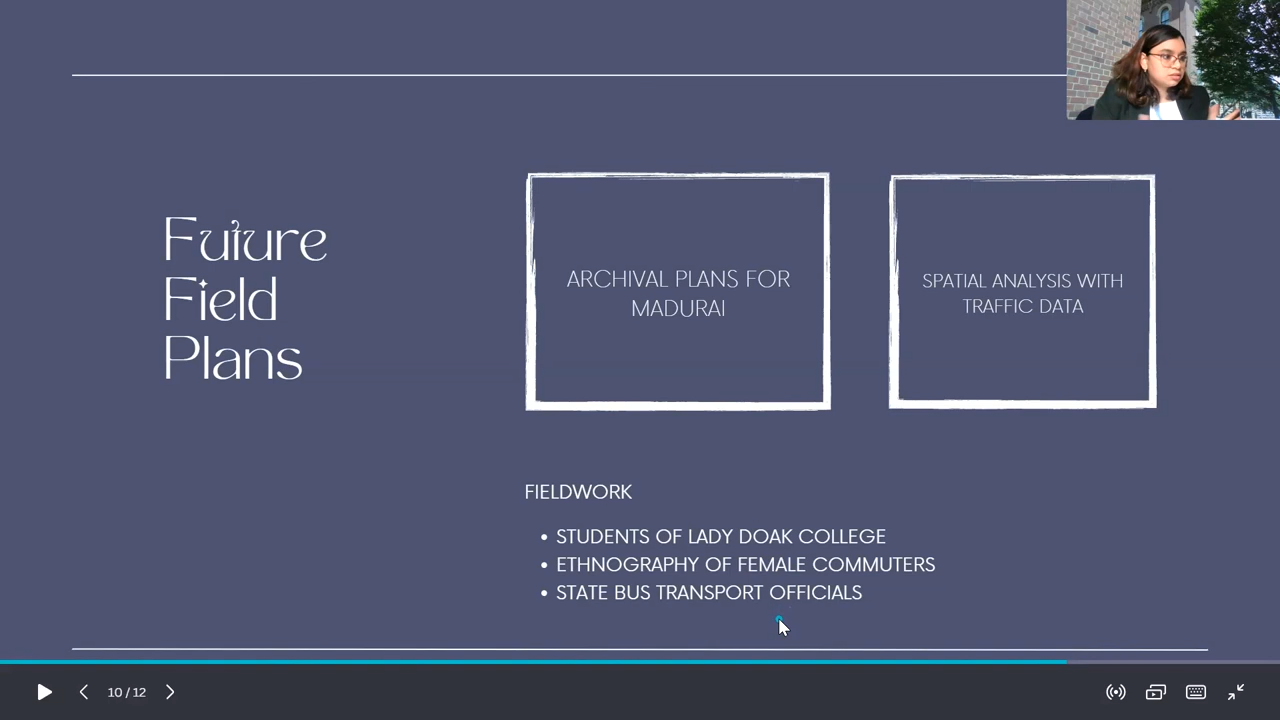 Future
Field
Plans
ARCHIVAL PLANS FOR
MADURAI
SPATIAL ANALYSIS WITH
TRAFFIC DATA
FIELDWORK
• STUDENTS OF LADY DOAK COLLEGE
• ETHNOGRAPHY OF FEMALE COMMUTERS
• STATE BUS TRANSPORT OFFICIALS
10 / 12